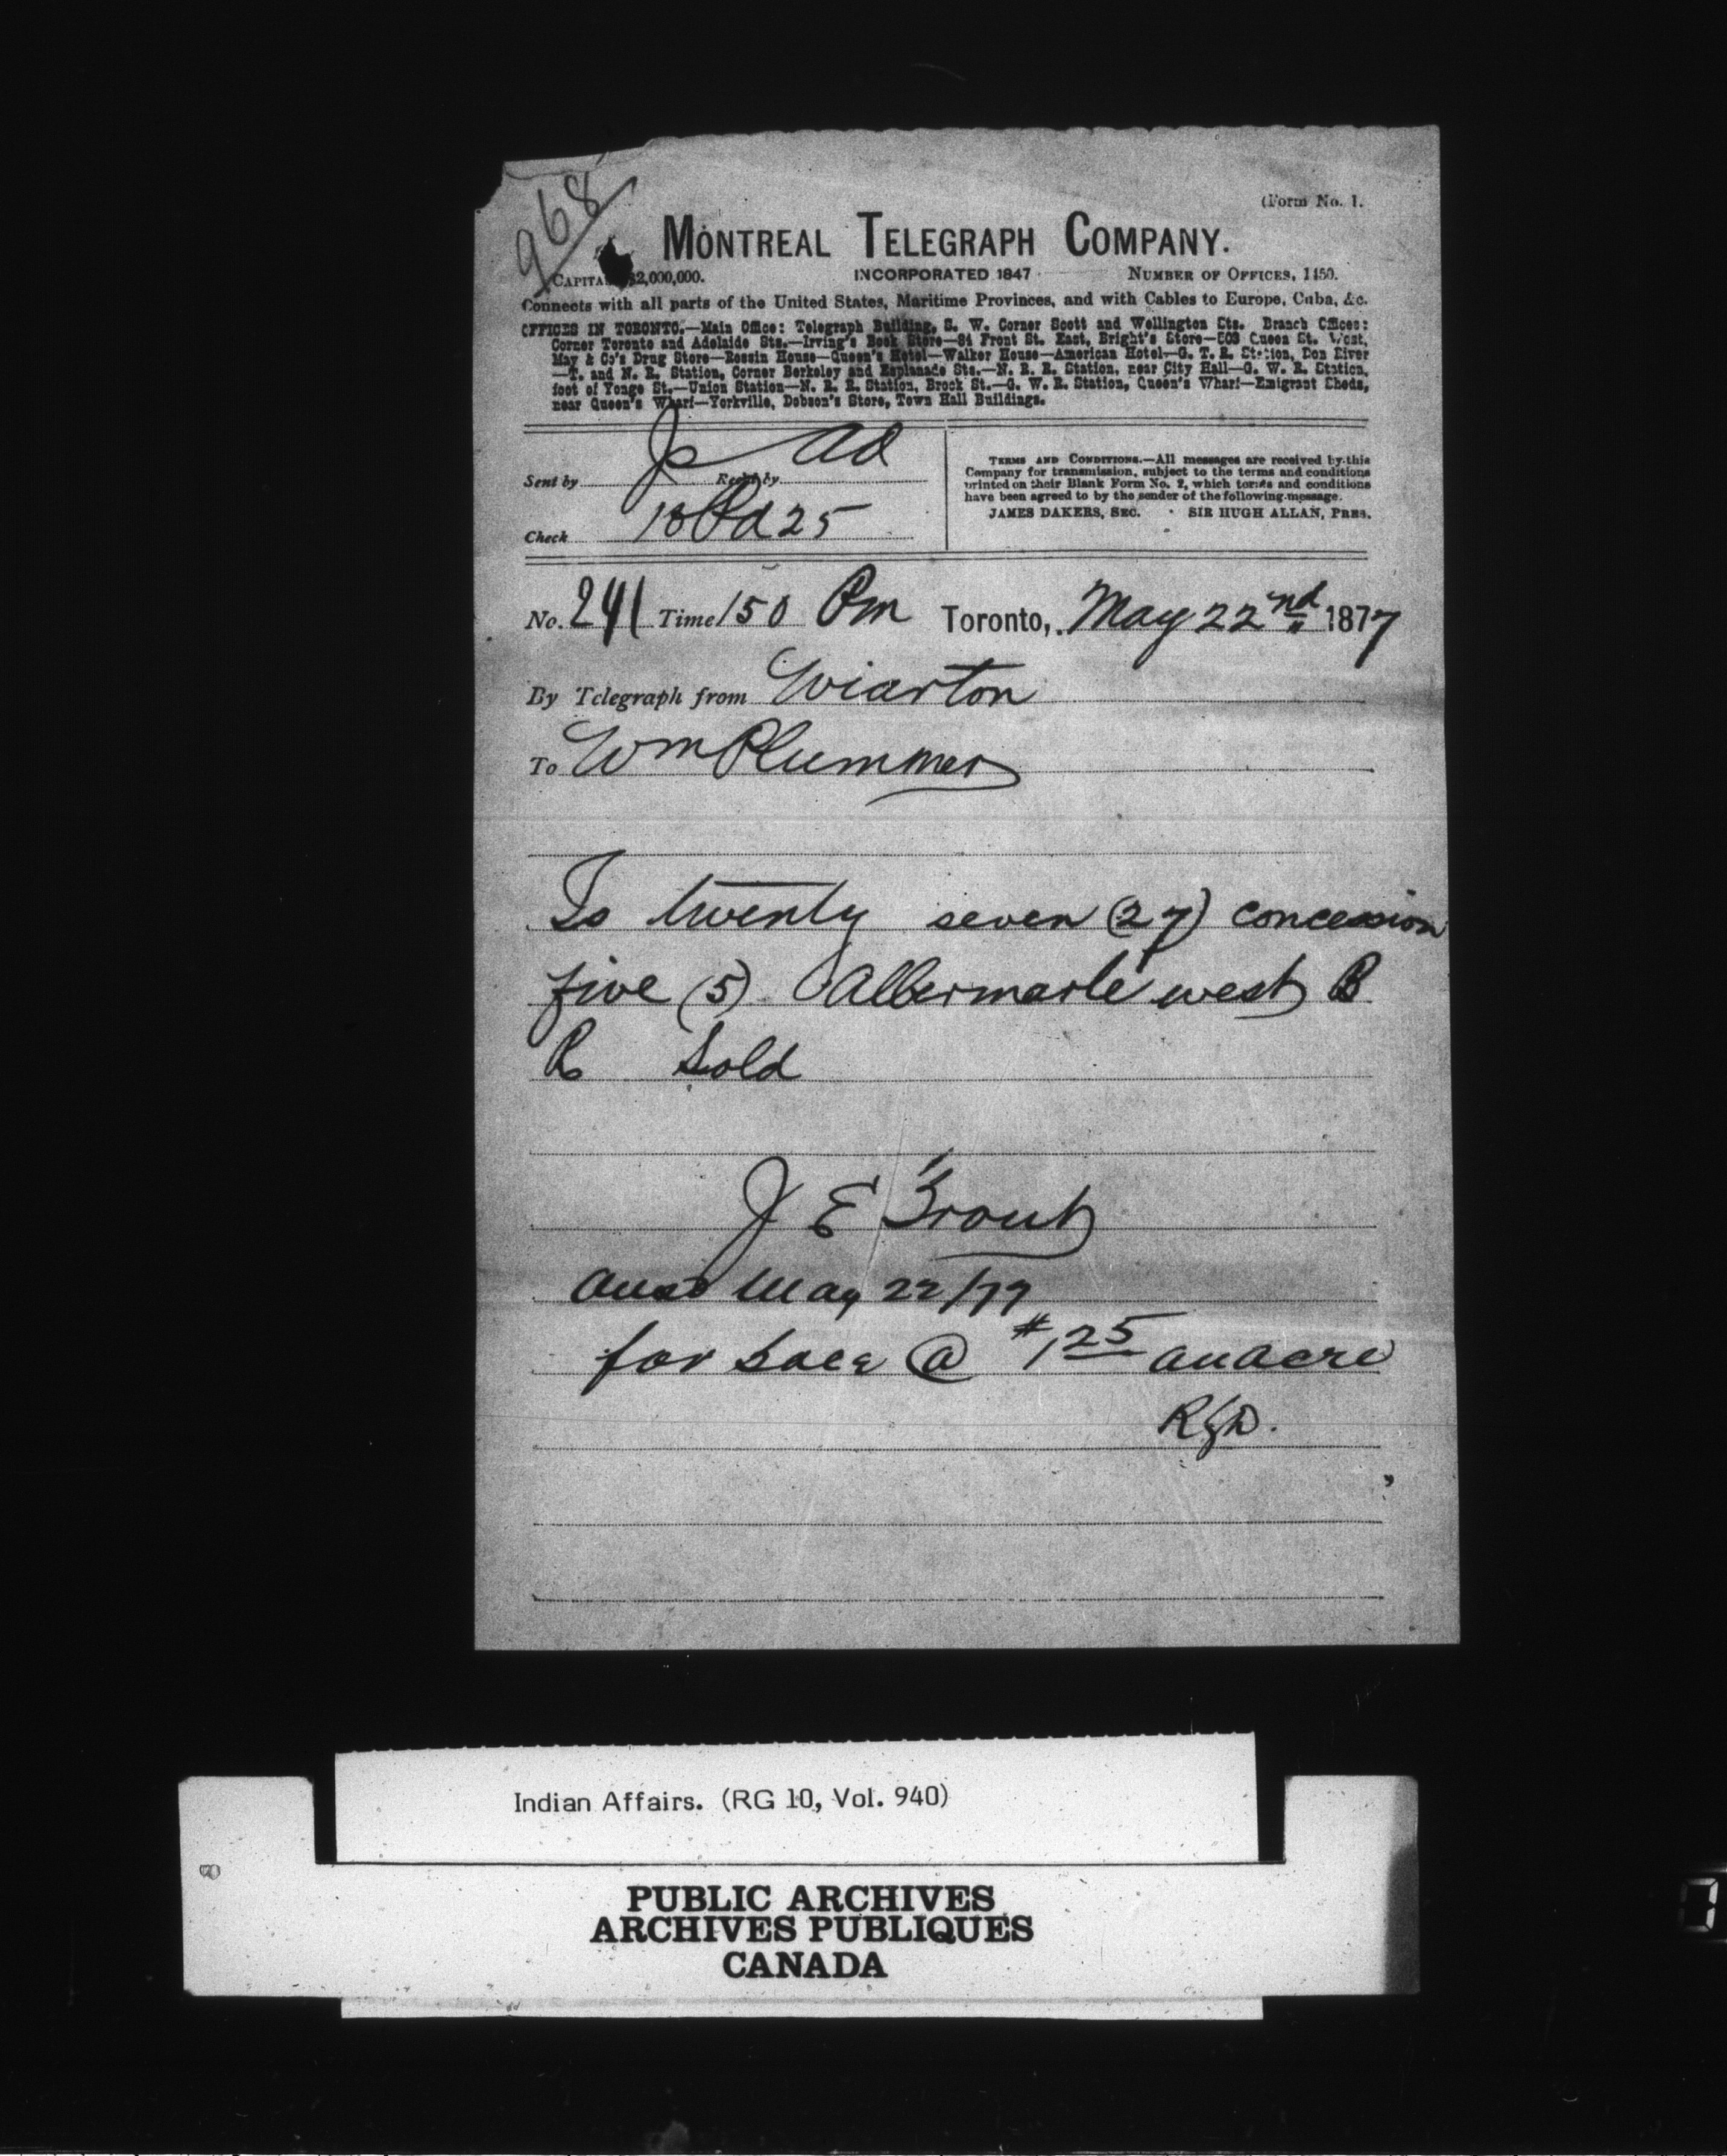 968
(Form No. 1.
MONTREAL TELEGRAPH COMPANY.
CAPITAL $2,000,000. INCORPORATED 1847 NUMBER OF OFFICES, 1450.
Connects with all parts of the United States, Maritime Provinces, and with Cables to Europe, Cuba, &c.
OFFICES IN TORONTO.—Main Office: Telegraph Building, S. W. Corner Scott and Wellington Sts. Branch Offices:
Corner Toronto and Adelaide Sts.—Irving's Book Store—84 Front St. East, Bright's Store—503 Queen St. West,
May & Co's Drug Store—Rossin House—Queen's Hotel—Walker House—American Hotel—G. T. R. Station, Don River
—T. and N. R. Station, Corner Berkeley and Esplanade Sts.—N. R. R. Station, near City Hall—G. W. R. Station,
foot of Yonge St.—Union Station—N. R. R. Station, Brock St.—G. W. R. Station, Queen's Wharf—Emigrant Sheds,
near Queen's Wharf—Yorkville, Dobson's Store, Town Hall Buildings.
Sent by Jo Rec'd by ad
Check 18 Pd 25
TERMS AND CONDITIONS.—All messages are received by this
Company for transmission, subject to the terms and conditions
printed on their Blank Form No. 2, which terms and conditions
have been agreed to by the sender of the following message.
JAMES DAKERS, SEC. SIR HUGH ALLAN, PRES.
No. 241 Time 150 Pm Toronto, May 22nd 1877
By Telegraph from Wiarton
To Wm Plummer
Is twenty seven (27) concession
five (5) Albermarle west B
R Sold
J E Trout
ansd May 22/77
for sale @ $1.25 an acre
Indian Affairs. (RG 10, Vol. 940)
PUBLIC ARCHIVES
ARCHIVES PUBLIQUES
CANADA